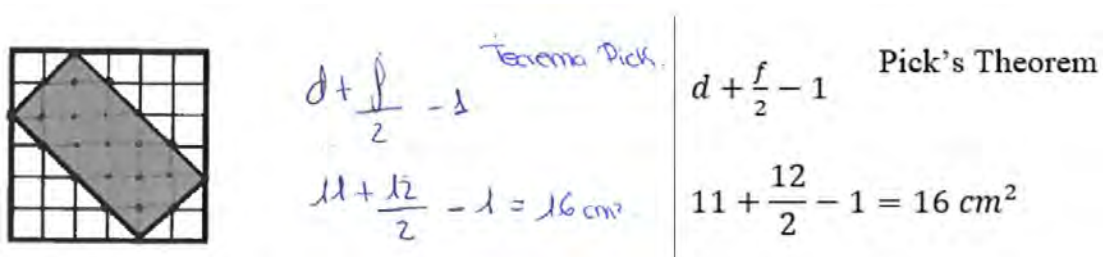 Teorema Pick.
d + f/2 - 1
11 + 12/2 - 1 = 16 cm²
Pick's Theorem
d + f/2 − 1
11 + 12/2 − 1 = 16 cm²